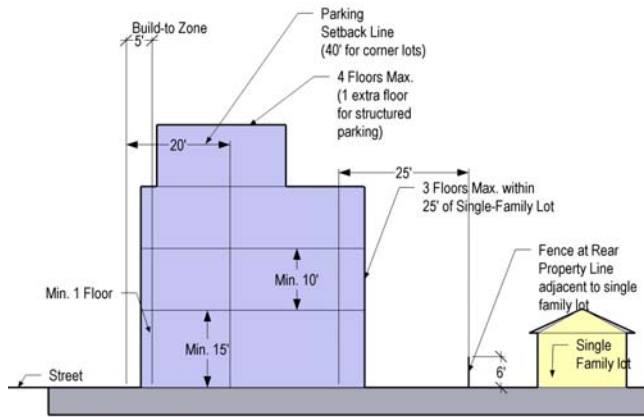 Build-to Zone
5'
Parking
Setback Line
(40' for corner lots)
4 Floors Max.
(1 extra floor
for structured
parking)
20'
25'
3 Floors Max. within
25' of Single-Family Lot
Min. 10'
Fence at Rear
Property Line
adjacent to single
family lot
Min. 1 Floor
Min. 15'
Single
Family lot
6'
Street